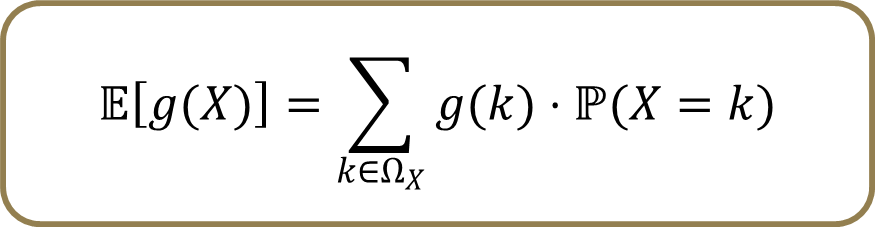 𝔼[g(X)] = ∑_{k∈Ω_X} g(k) · ℙ(X = k)